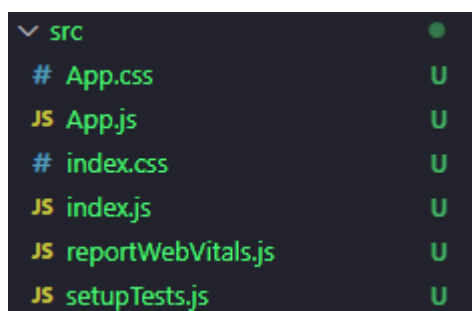 src
# App.css U
JS App.js U
# index.css U
JS index.js U
JS reportWebVitals.js U
JS setupTests.js U